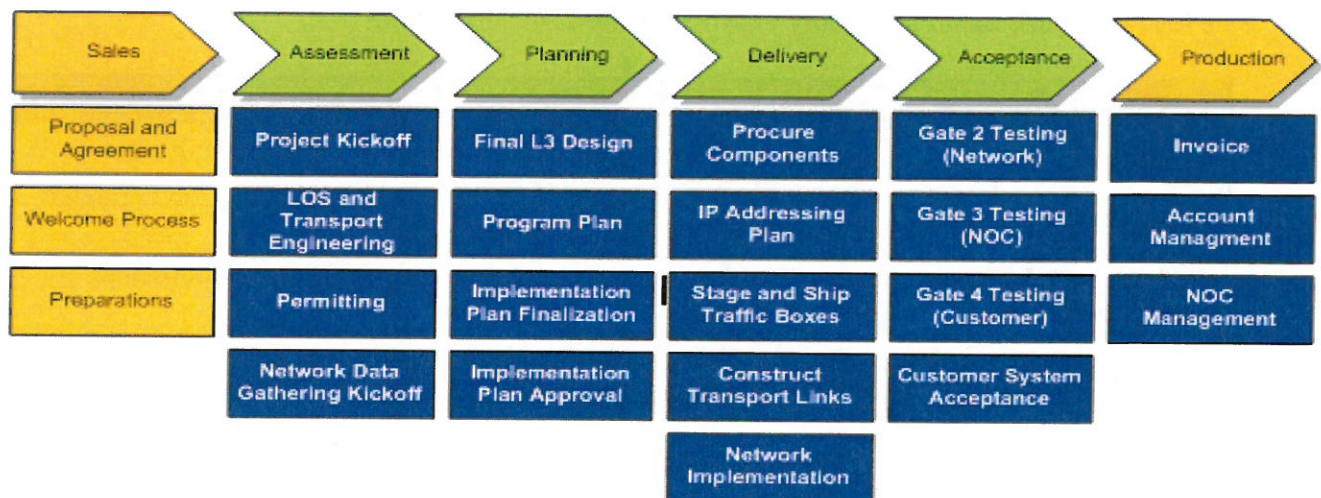 Sales
Assessment
Planning
Delivery
Acceptance
Production
Proposal and
Agreement
Welcome Process
Preparations
Project Kickoff
LOS and
Transport
Engineering
Permitting
Network Data
Gathering Kickoff
Final L3 Design
Program Plan
Implementation
Plan Finalization
Implementation
Plan Approval
Procure
Components
IP Addressing
Plan
Stage and Ship
Traffic Boxes
Construct
Transport Links
Network
Implementation
Gate 2 Testing
(Network)
Gate 3 Testing
(NOC)
Gate 4 Testing
(Customer)
Customer System
Acceptance
Invoice
Account
Managment
NOC
Management